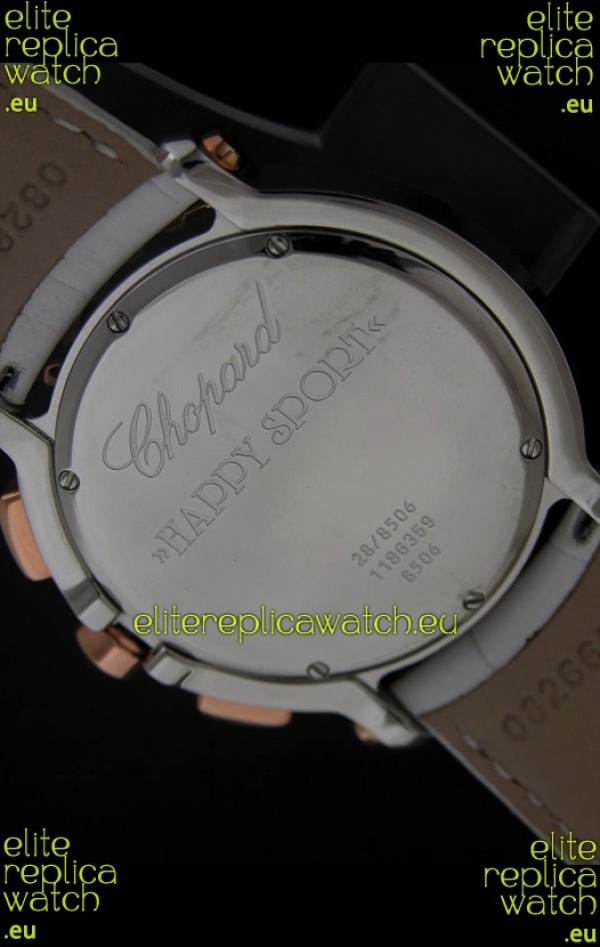 elite
replica
watch
.eu
elite
replica
watch
.eu
Chopard
»HAPPY SPORT«
28/8506
1186359
8506
elitereplicawatch.eu
elite
replica
watch
.eu
elite
replica
watch
.eu